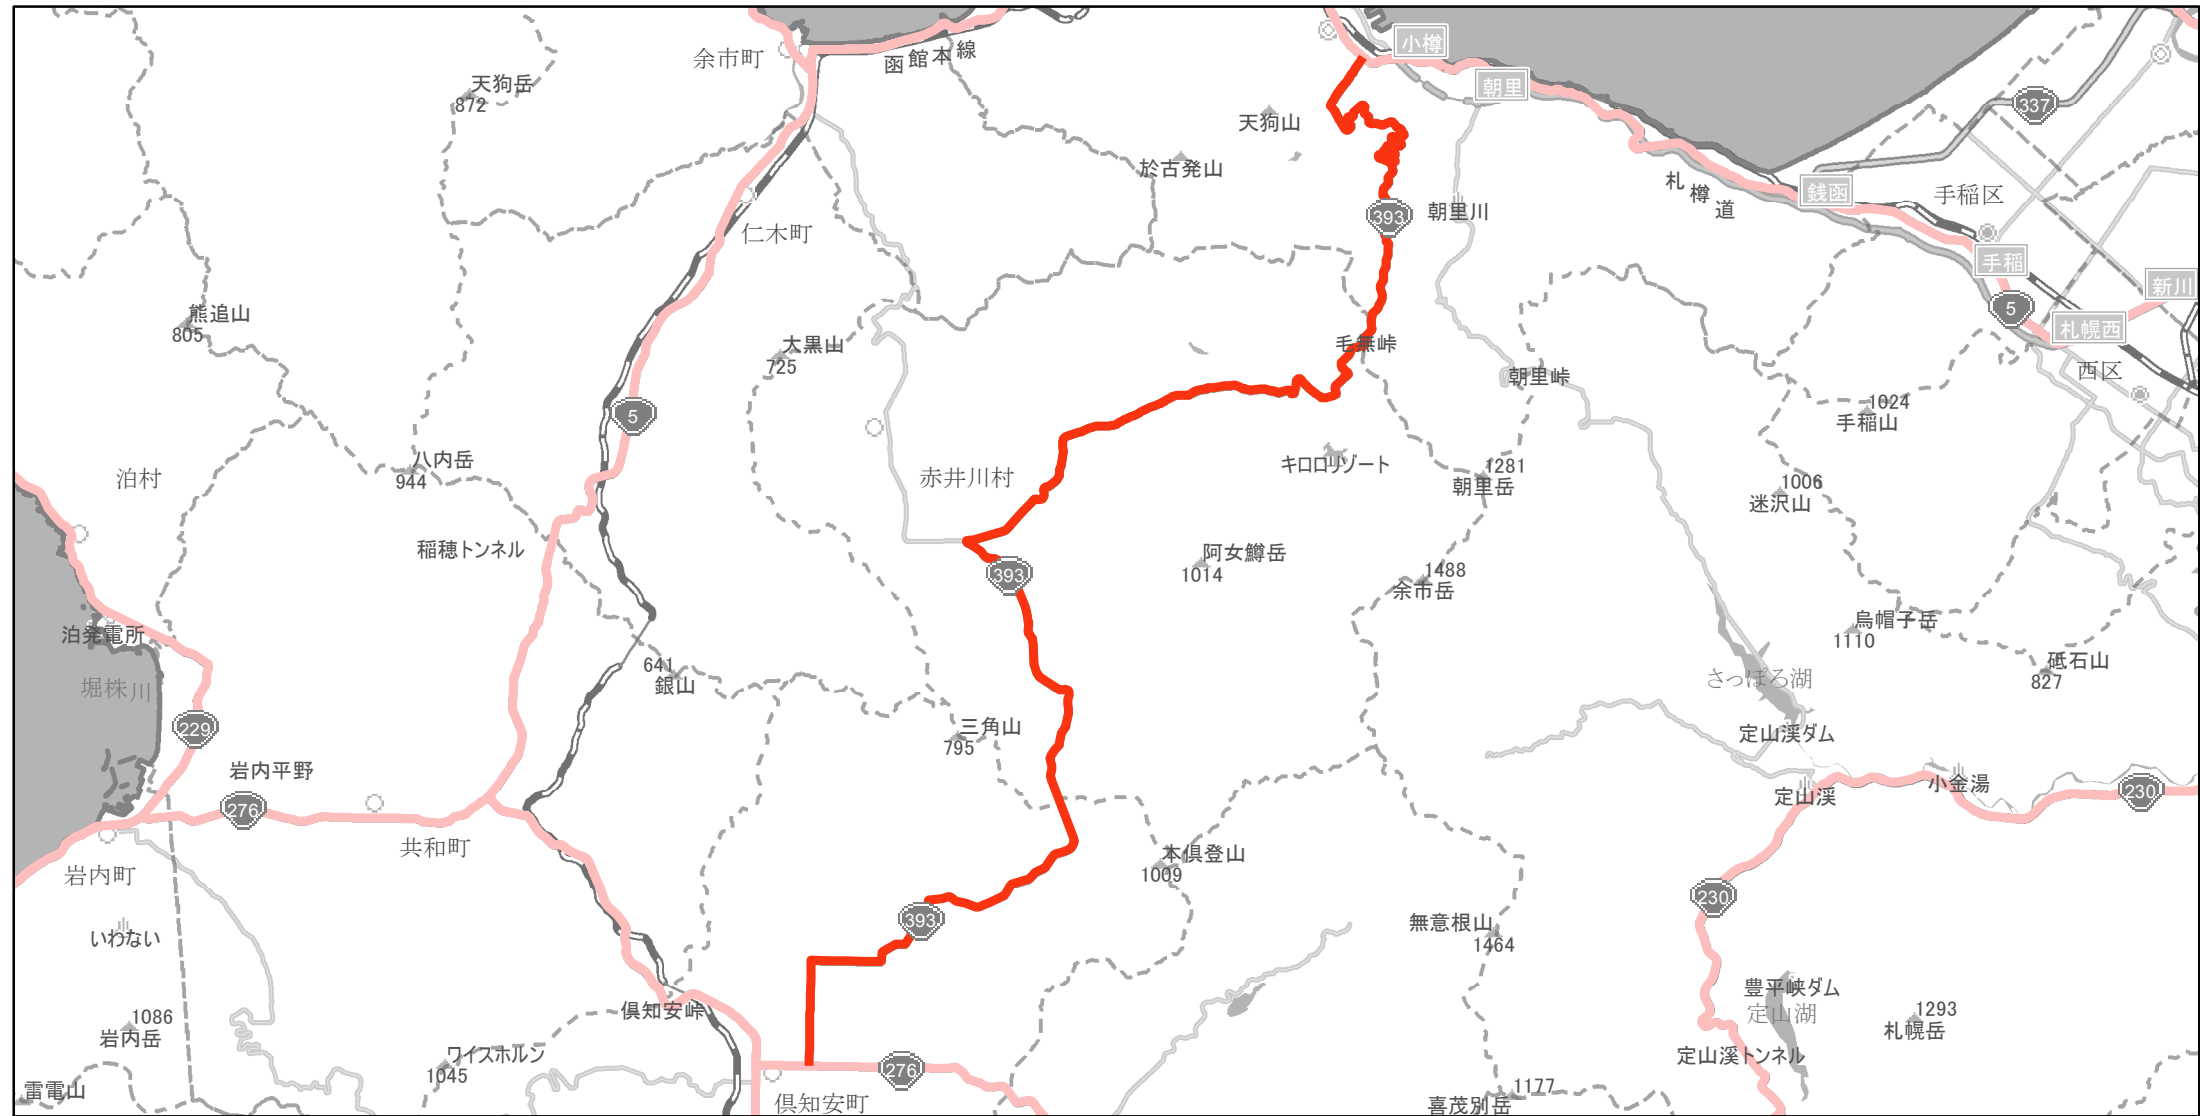 小樽
余市町
函館本線
天狗岳
872
朝里
337
天狗山
於古発山
札樽道
銭函
手稲区
393
朝里川
仁木町
手稲
新川
5
熊追山
805
札幌西
大黒山
725
毛無峠
西区
朝里峠
1024
手稲山
5
八内岳
944
泊村
赤井川村
キロロリゾート
1281
朝里岳
1006
迷沢山
稲穂トンネル
阿女鱒岳
1014
393
1488
余市岳
烏帽子岳
1110
泊発電所
641
銀山
砥石山
827
堀株川
さっぽろ湖
229
三角山
795
定山渓ダム
岩内平野
276
定山渓
小金湯
230
共和町
本倶登山
1009
岩内町
230
393
無意根山
1464
いわない
豊平峡ダム
定山湖
1293
札幌岳
倶知安峠
1086
岩内岳
ワイスホルン
1045
定山渓トンネル
276
雷電山
倶知安町
1177
喜茂別岳